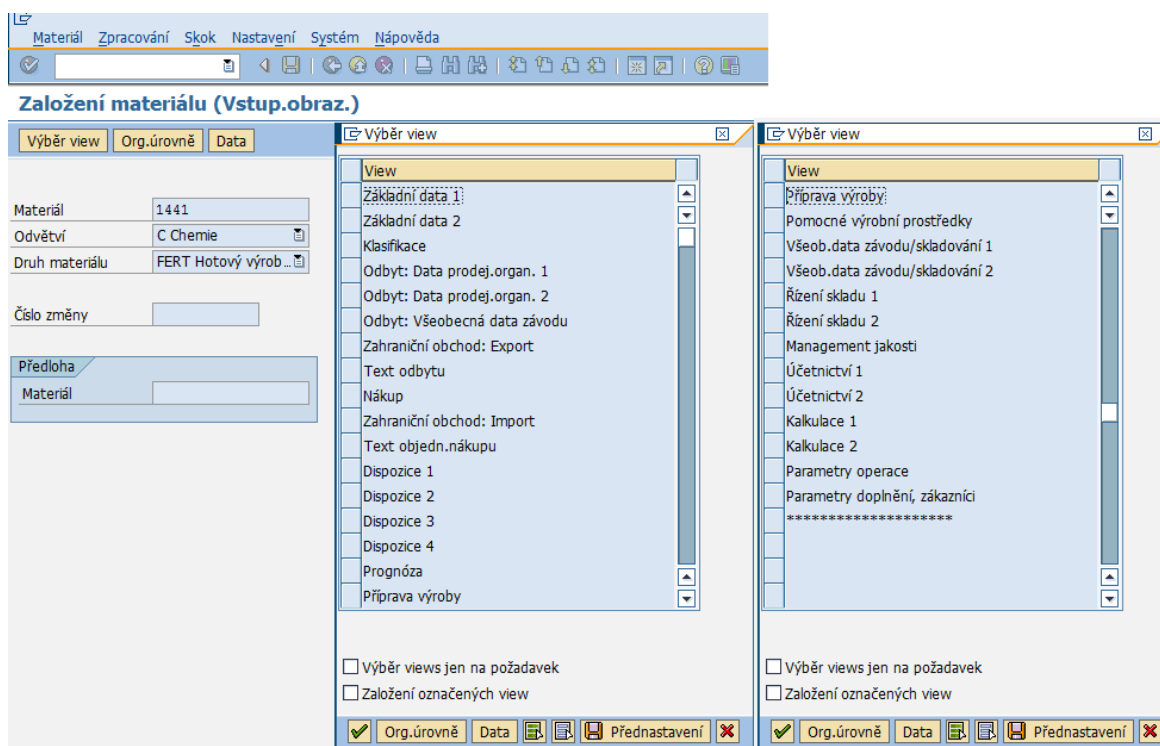 Materiál Zpracování Skok Nastavení Systém Nápověda
Založení materiálu (Vstup.obraz.)
Výběr view Org.úrovně Data
Materiál 1441
Odvětví C Chemie
Druh materiálu FERT Hotový výrob...
Číslo změny
Předloha
Materiál
Výběr view
View
Základní data 1
Základní data 2
Klasifikace
Odbyt: Data prodej.organ. 1
Odbyt: Data prodej.organ. 2
Odbyt: Všeobecná data závodu
Zahraniční obchod: Export
Text odbytu
Nákup
Zahraniční obchod: Import
Text objedn.nákupu
Dispozice 1
Dispozice 2
Dispozice 3
Dispozice 4
Prognóza
Příprava výroby
Výběr views jen na požadavek
Založení označených view
Org.úrovně Data Přednastavení
Výběr view
View
Příprava výroby
Pomocné výrobní prostředky
Všeob.data závodu/skladování 1
Všeob.data závodu/skladování 2
Řízení skladu 1
Řízení skladu 2
Management jakosti
Účetnictví 1
Účetnictví 2
Kalkulace 1
Kalkulace 2
Parametry operace
Parametry doplnění, zákazníci
********************
Výběr views jen na požadavek
Založení označených view
Org.úrovně Data Přednastavení